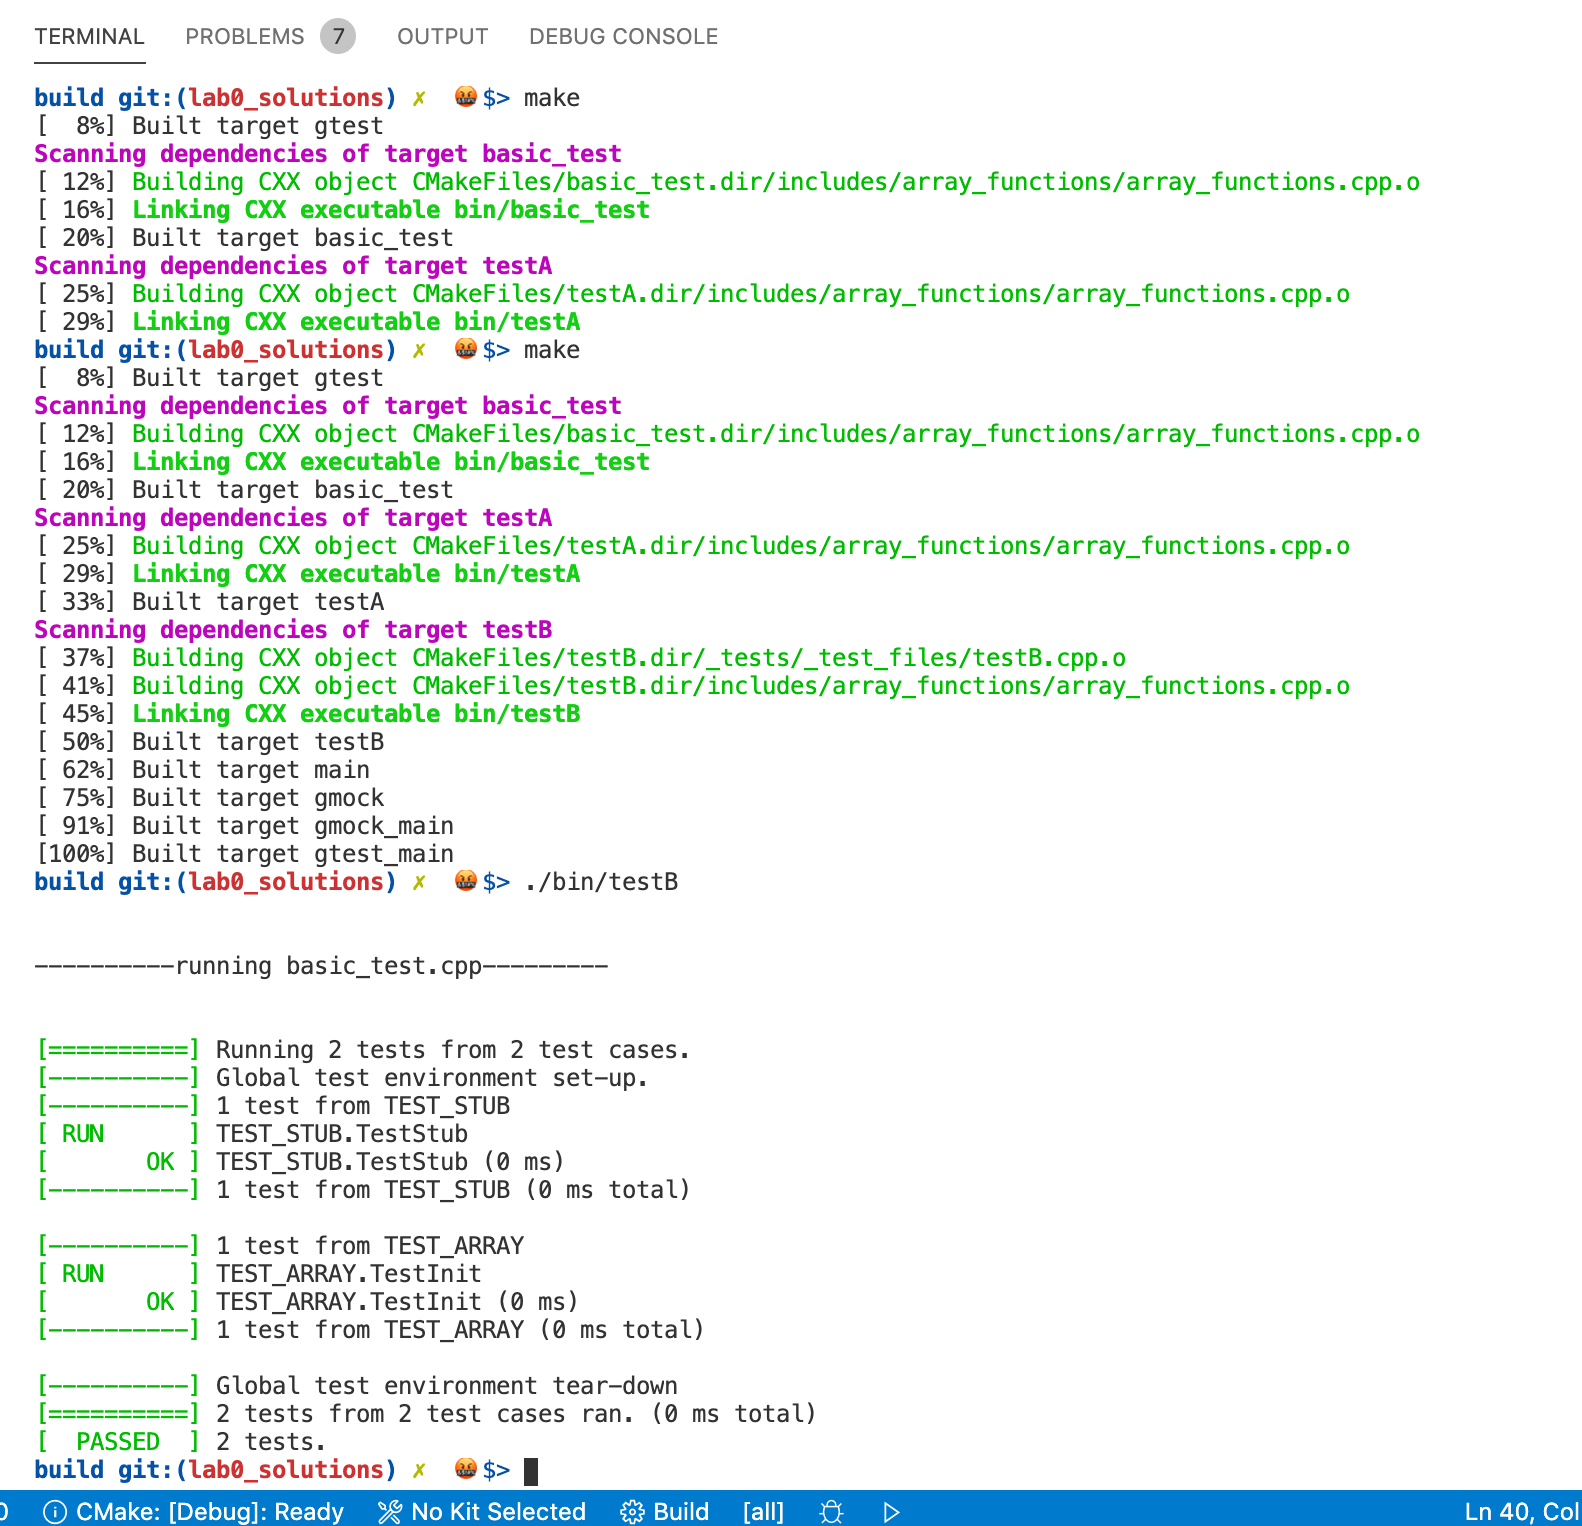 TERMINAL PROBLEMS 7 OUTPUT DEBUG CONSOLE
build git:(lab0_solutions) ✗ 🤬$> make
[  8%] Built target gtest
Scanning dependencies of target basic_test
[ 12%] Building CXX object CMakeFiles/basic_test.dir/includes/array_functions/array_functions.cpp.o
[ 16%] Linking CXX executable bin/basic_test
[ 20%] Built target basic_test
Scanning dependencies of target testA
[ 25%] Building CXX object CMakeFiles/testA.dir/includes/array_functions/array_functions.cpp.o
[ 29%] Linking CXX executable bin/testA
build git:(lab0_solutions) ✗ 🤬$> make
[  8%] Built target gtest
Scanning dependencies of target basic_test
[ 12%] Building CXX object CMakeFiles/basic_test.dir/includes/array_functions/array_functions.cpp.o
[ 16%] Linking CXX executable bin/basic_test
[ 20%] Built target basic_test
Scanning dependencies of target testA
[ 25%] Building CXX object CMakeFiles/testA.dir/includes/array_functions/array_functions.cpp.o
[ 29%] Linking CXX executable bin/testA
[ 33%] Built target testA
Scanning dependencies of target testB
[ 37%] Building CXX object CMakeFiles/testB.dir/_tests/_test_files/testB.cpp.o
[ 41%] Building CXX object CMakeFiles/testB.dir/includes/array_functions/array_functions.cpp.o
[ 45%] Linking CXX executable bin/testB
[ 50%] Built target testB
[ 62%] Built target main
[ 75%] Built target gmock
[ 91%] Built target gmock_main
[100%] Built target gtest_main
build git:(lab0_solutions) ✗ 🤬$> ./bin/testB
----------running basic_test.cpp---------
[==========] Running 2 tests from 2 test cases.
[----------] Global test environment set-up.
[----------] 1 test from TEST_STUB
[ RUN      ] TEST_STUB.TestStub
[       OK ] TEST_STUB.TestStub (0 ms)
[----------] 1 test from TEST_STUB (0 ms total)
[----------] 1 test from TEST_ARRAY
[ RUN      ] TEST_ARRAY.TestInit
[       OK ] TEST_ARRAY.TestInit (0 ms)
[----------] 1 test from TEST_ARRAY (0 ms total)
[----------] Global test environment tear-down
[==========] 2 tests from 2 test cases ran. (0 ms total)
[  PASSED  ] 2 tests.
build git:(lab0_solutions) ✗ 🤬$>
0 CMake: [Debug]: Ready No Kit Selected Build [all] Ln 40, Col